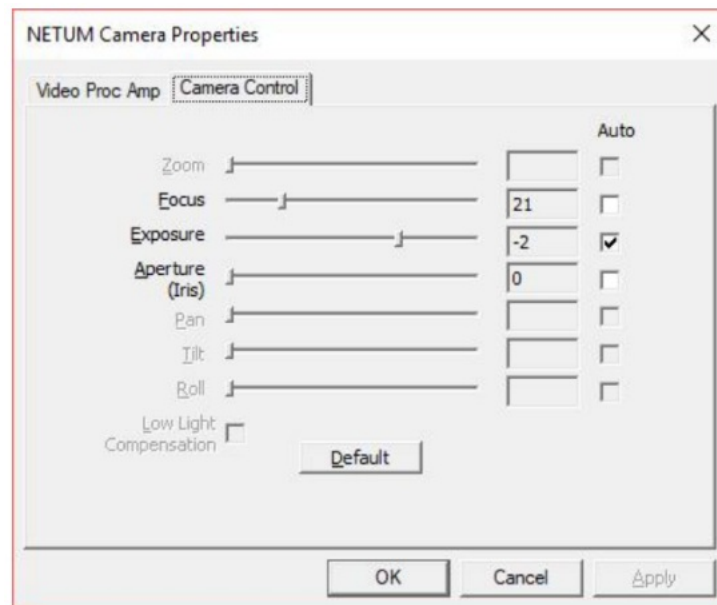 NETUM Camera Properties
Video Proc Amp Camera Control
Auto
Zoom
Focus 21
Exposure -2
Aperture 0
(Iris)
Pan
Tilt
Roll
Low Light
Compensation
Default
OK Cancel Apply